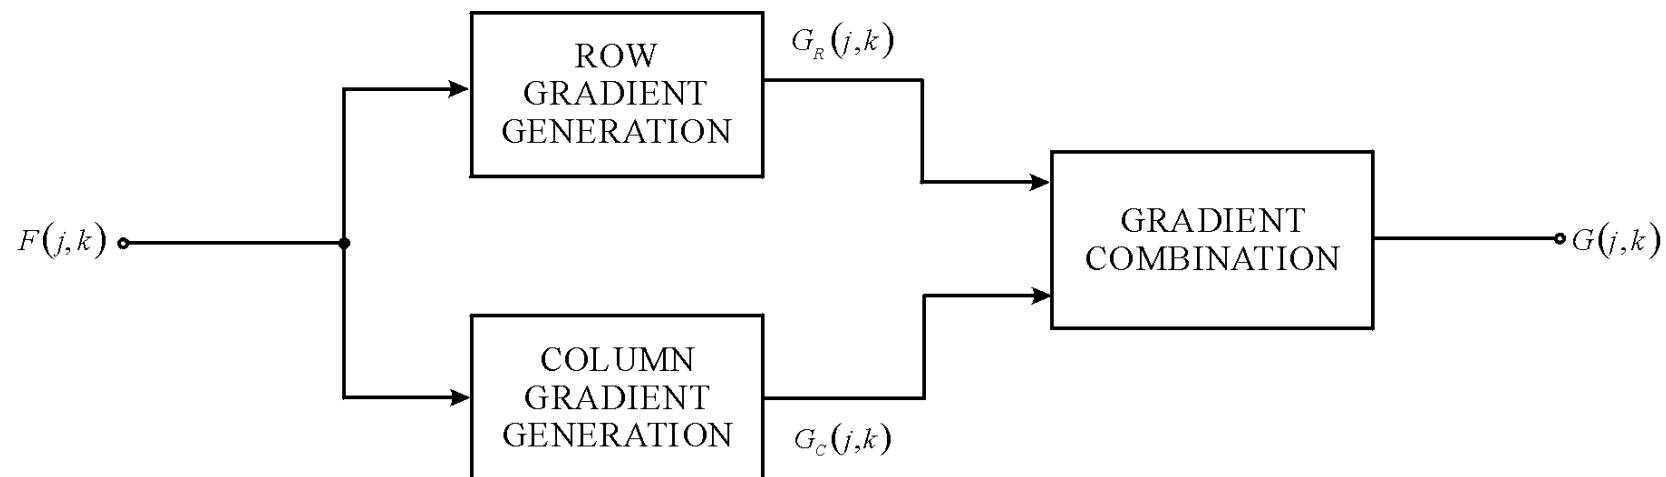 F(j,k)
ROW
GRADIENT
GENERATION
G_R(j,k)
COLUMN
GRADIENT
GENERATION
G_C(j,k)
GRADIENT
COMBINATION
G(j,k)